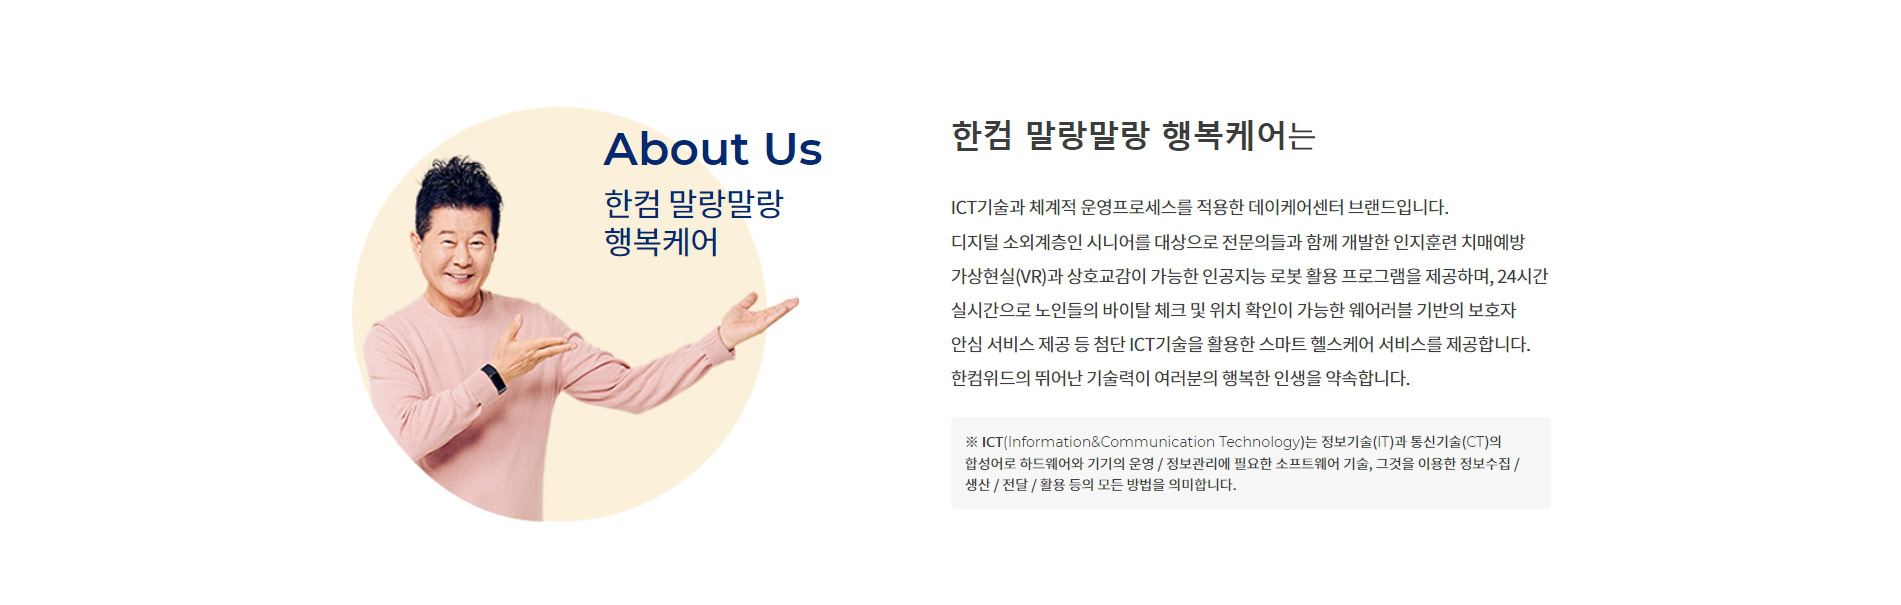 About Us
한컴 말랑말랑
행복케어
한컴 말랑말랑 행복케어는
ICT기술과 체계적 운영프로세스를 적용한 데이케어센터 브랜드입니다.
디지털 소외계층인 시니어를 대상으로 전문의들과 함께 개발한 인지훈련 치매예방
가상현실(VR)과 상호교감이 가능한 인공지능 로봇 활용 프로그램을 제공하며, 24시간
실시간으로 노인들의 바이탈 체크 및 위치 확인이 가능한 웨어러블 기반의 보호자
안심 서비스 제공 등 첨단 ICT기술을 활용한 스마트 헬스케어 서비스를 제공합니다.
한컴위드의 뛰어난 기술력이 여러분의 행복한 인생을 약속합니다.
※ ICT(Information&Communication Technology)는 정보기술(IT)과 통신기술(CT)의
합성어로 하드웨어와 기기의 운영 / 정보관리에 필요한 소프트웨어 기술, 그것을 이용한 정보수집 /
생산 / 전달 / 활용 등의 모든 방법을 의미합니다.